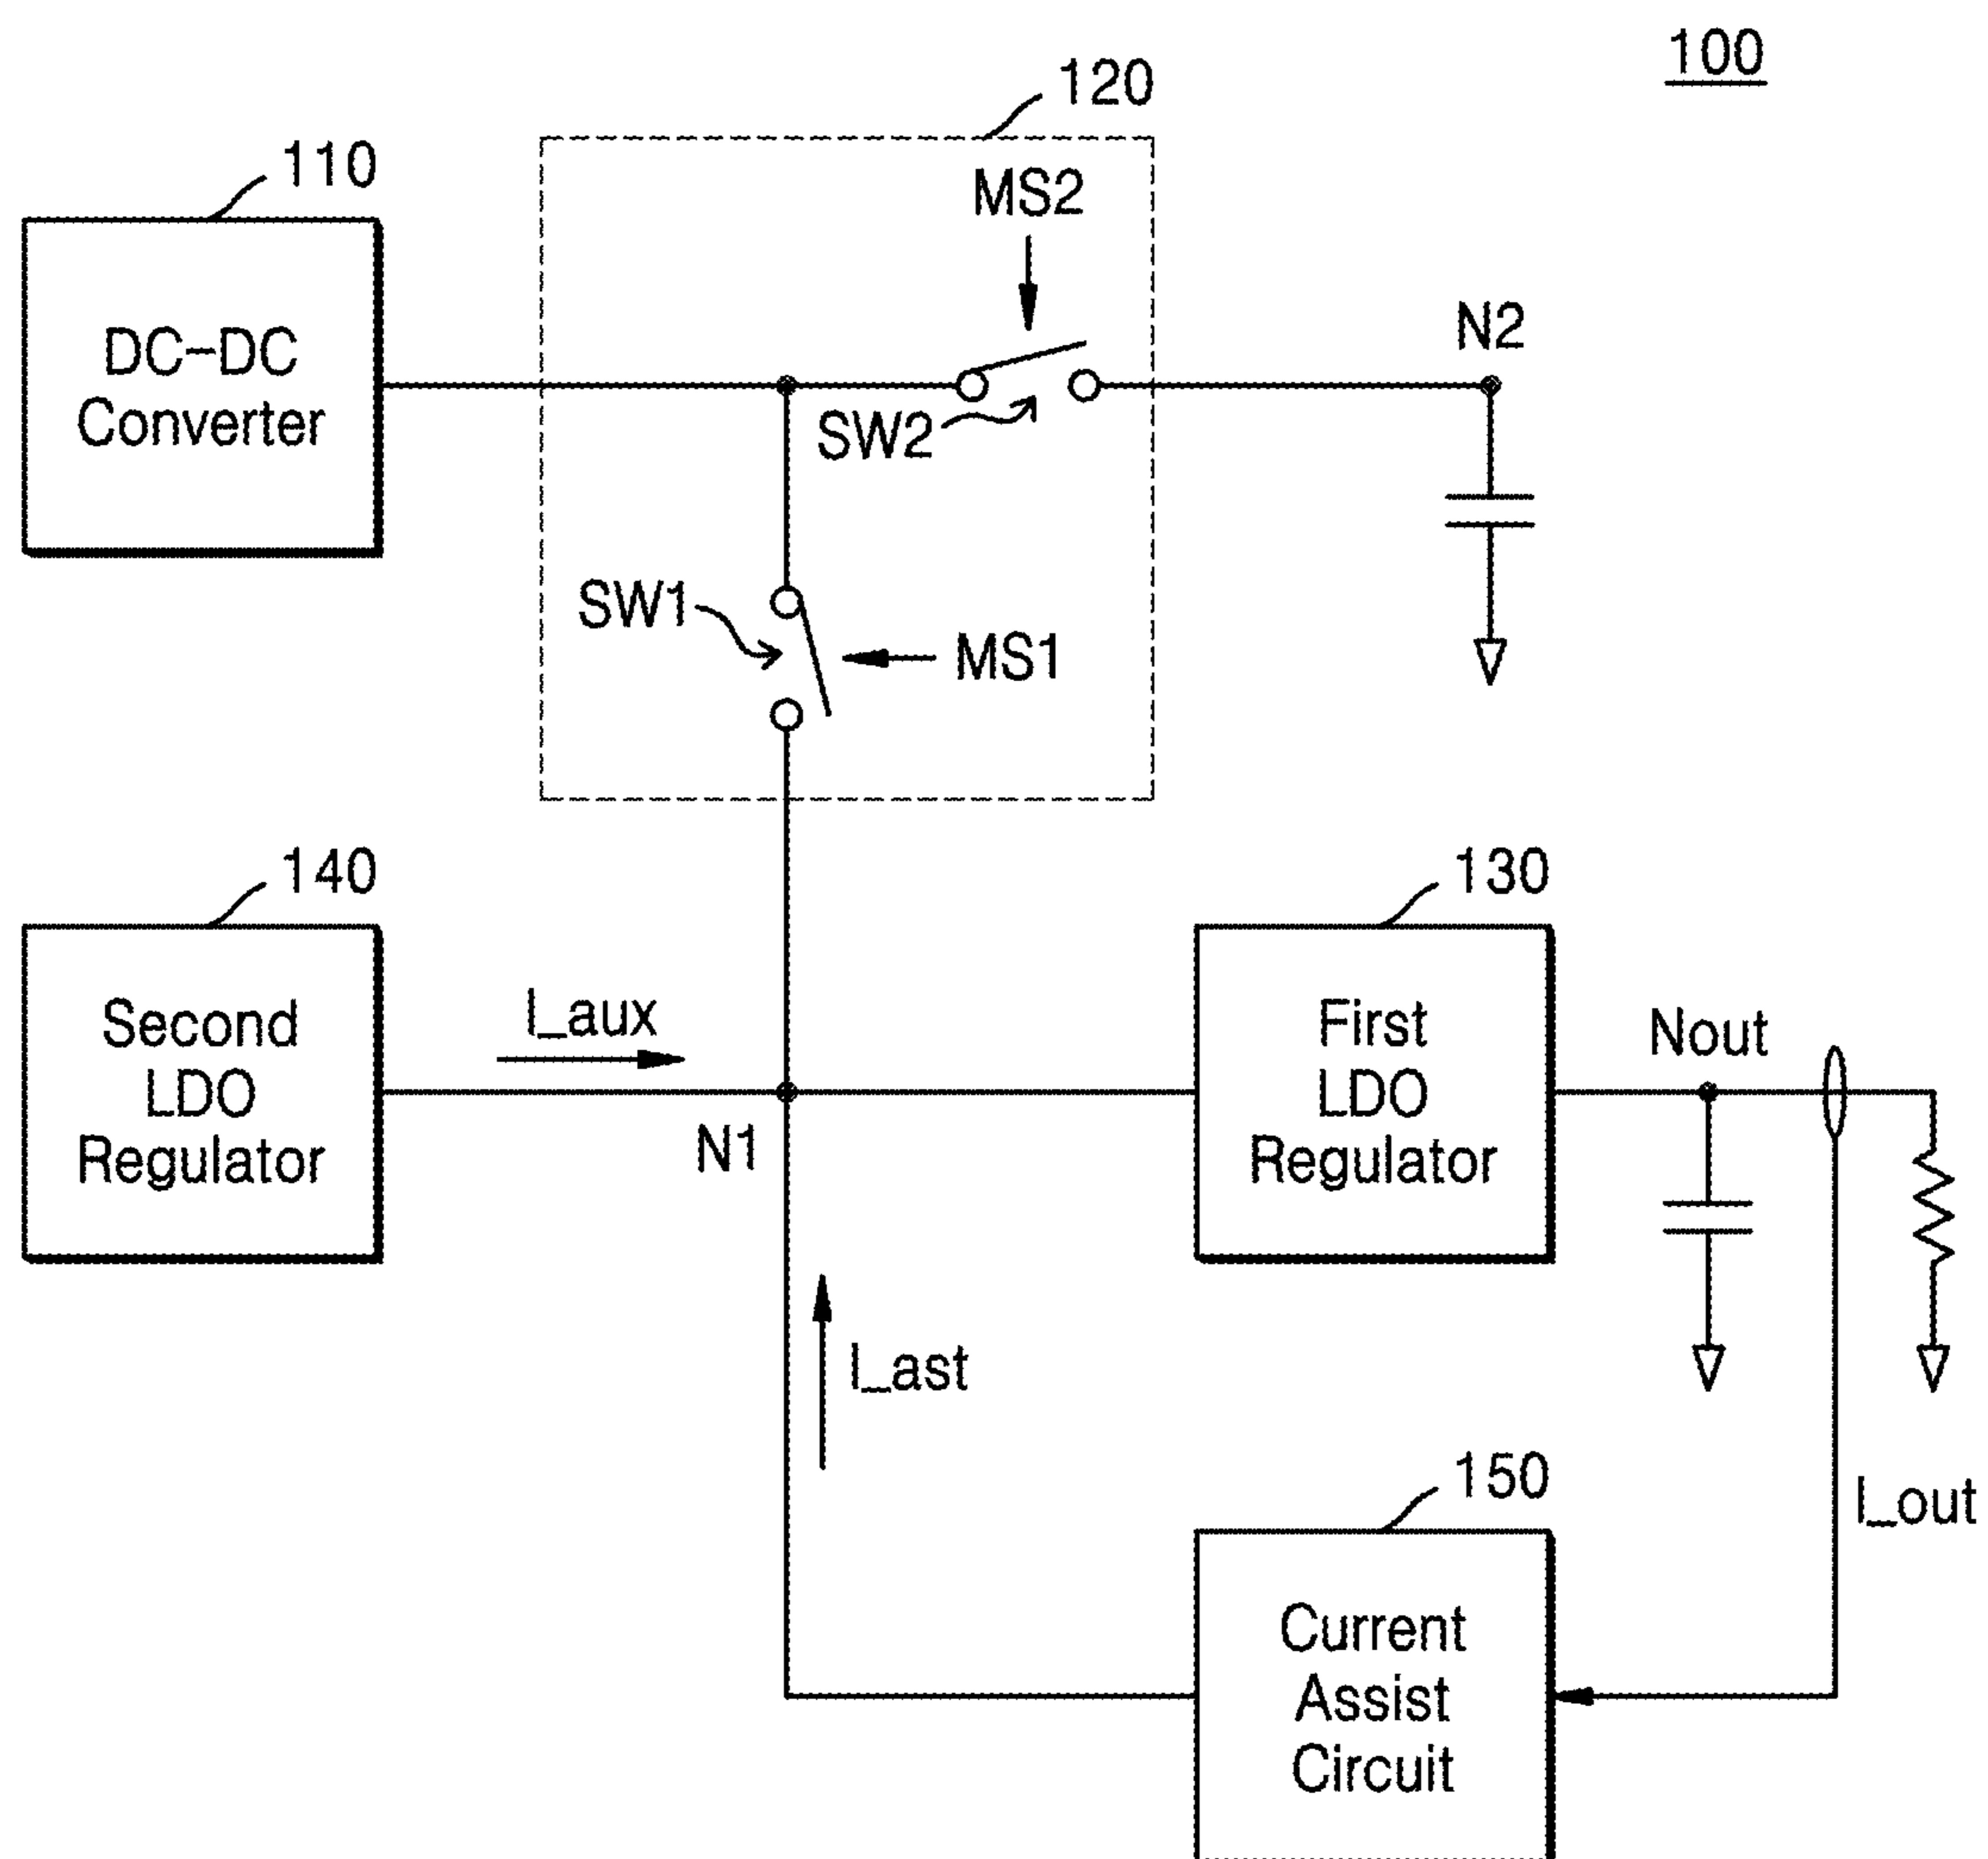 100
120
110
MS2
DC-DC
Converter
N2
SW2
SW1
MS1
140
130
Second
LDO
Regulator
I_aux
N1
First
LDO
Regulator
Nout
I_ast
150
I_out
Current
Assist
Circuit